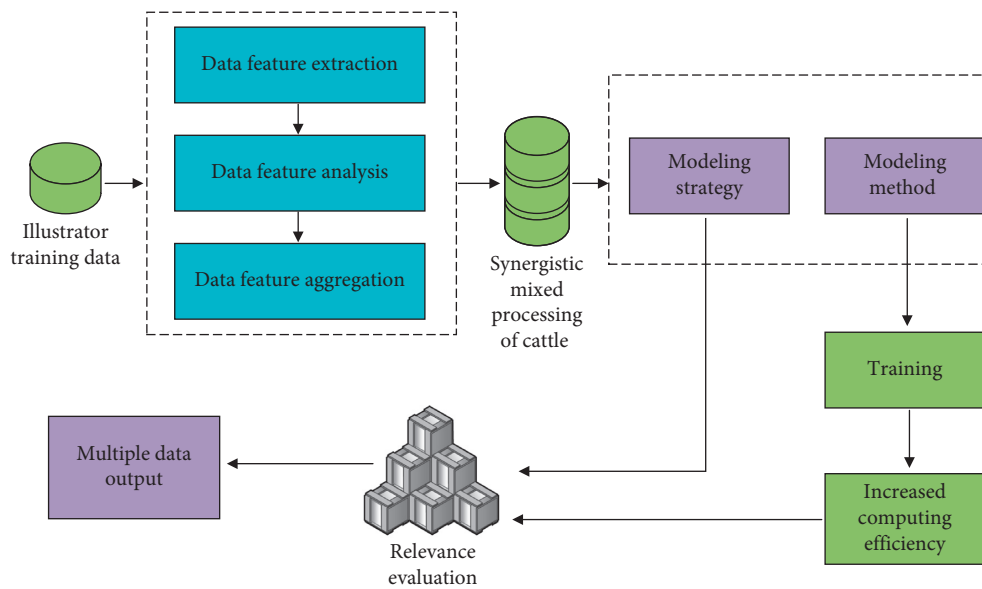 Data feature extraction
Data feature analysis
Data feature aggregation
Illustrator
training data
Synergistic
mixed
processing
of cattle
Modeling
strategy
Modeling
method
Training
Increased
computing
efficiency
Relevance
evaluation
Multiple data
output